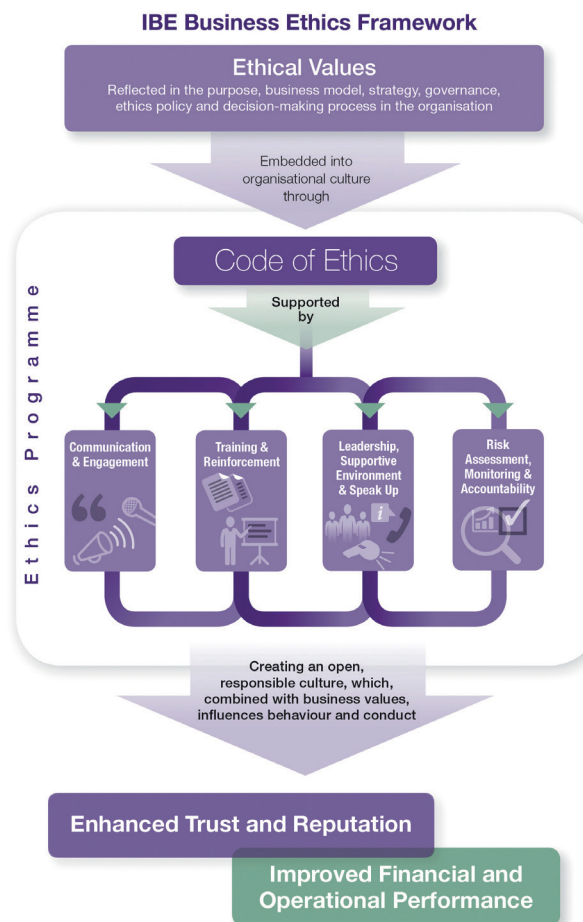 IBE Business Ethics Framework
Ethical Values
Reflected in the purpose, business model, strategy, governance,
ethics policy and decision-making process in the organisation
Embedded into
organisational culture
through
Ethics Programme
Code of Ethics
Supported
by
Communication
& Engagement
Training &
Reinforcement
Leadership,
Supportive
Environment
& Speak Up
i
Risk
Assessment,
Monitoring &
Accountability
Creating an open,
responsible culture, which,
combined with business values,
influences behaviour and conduct
Enhanced Trust and Reputation
Improved Financial and
Operational Performance